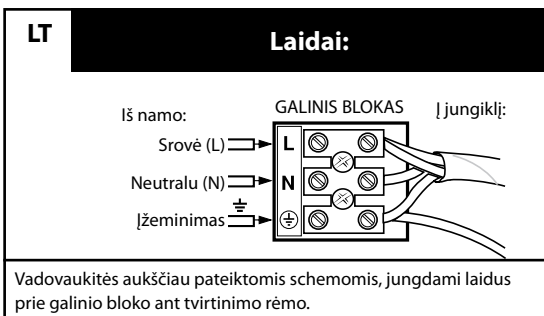 LT
Laidai:
Iš namo:
GALINIS BLOKAS
Į jungiklį:
Srovė (L)
L
Neutralu (N)
N
Įžeminimas
Vadovaukitės aukščiau pateiktomis schemomis, jungdami laidus
prie galinio bloko ant tvirtinimo rėmo.